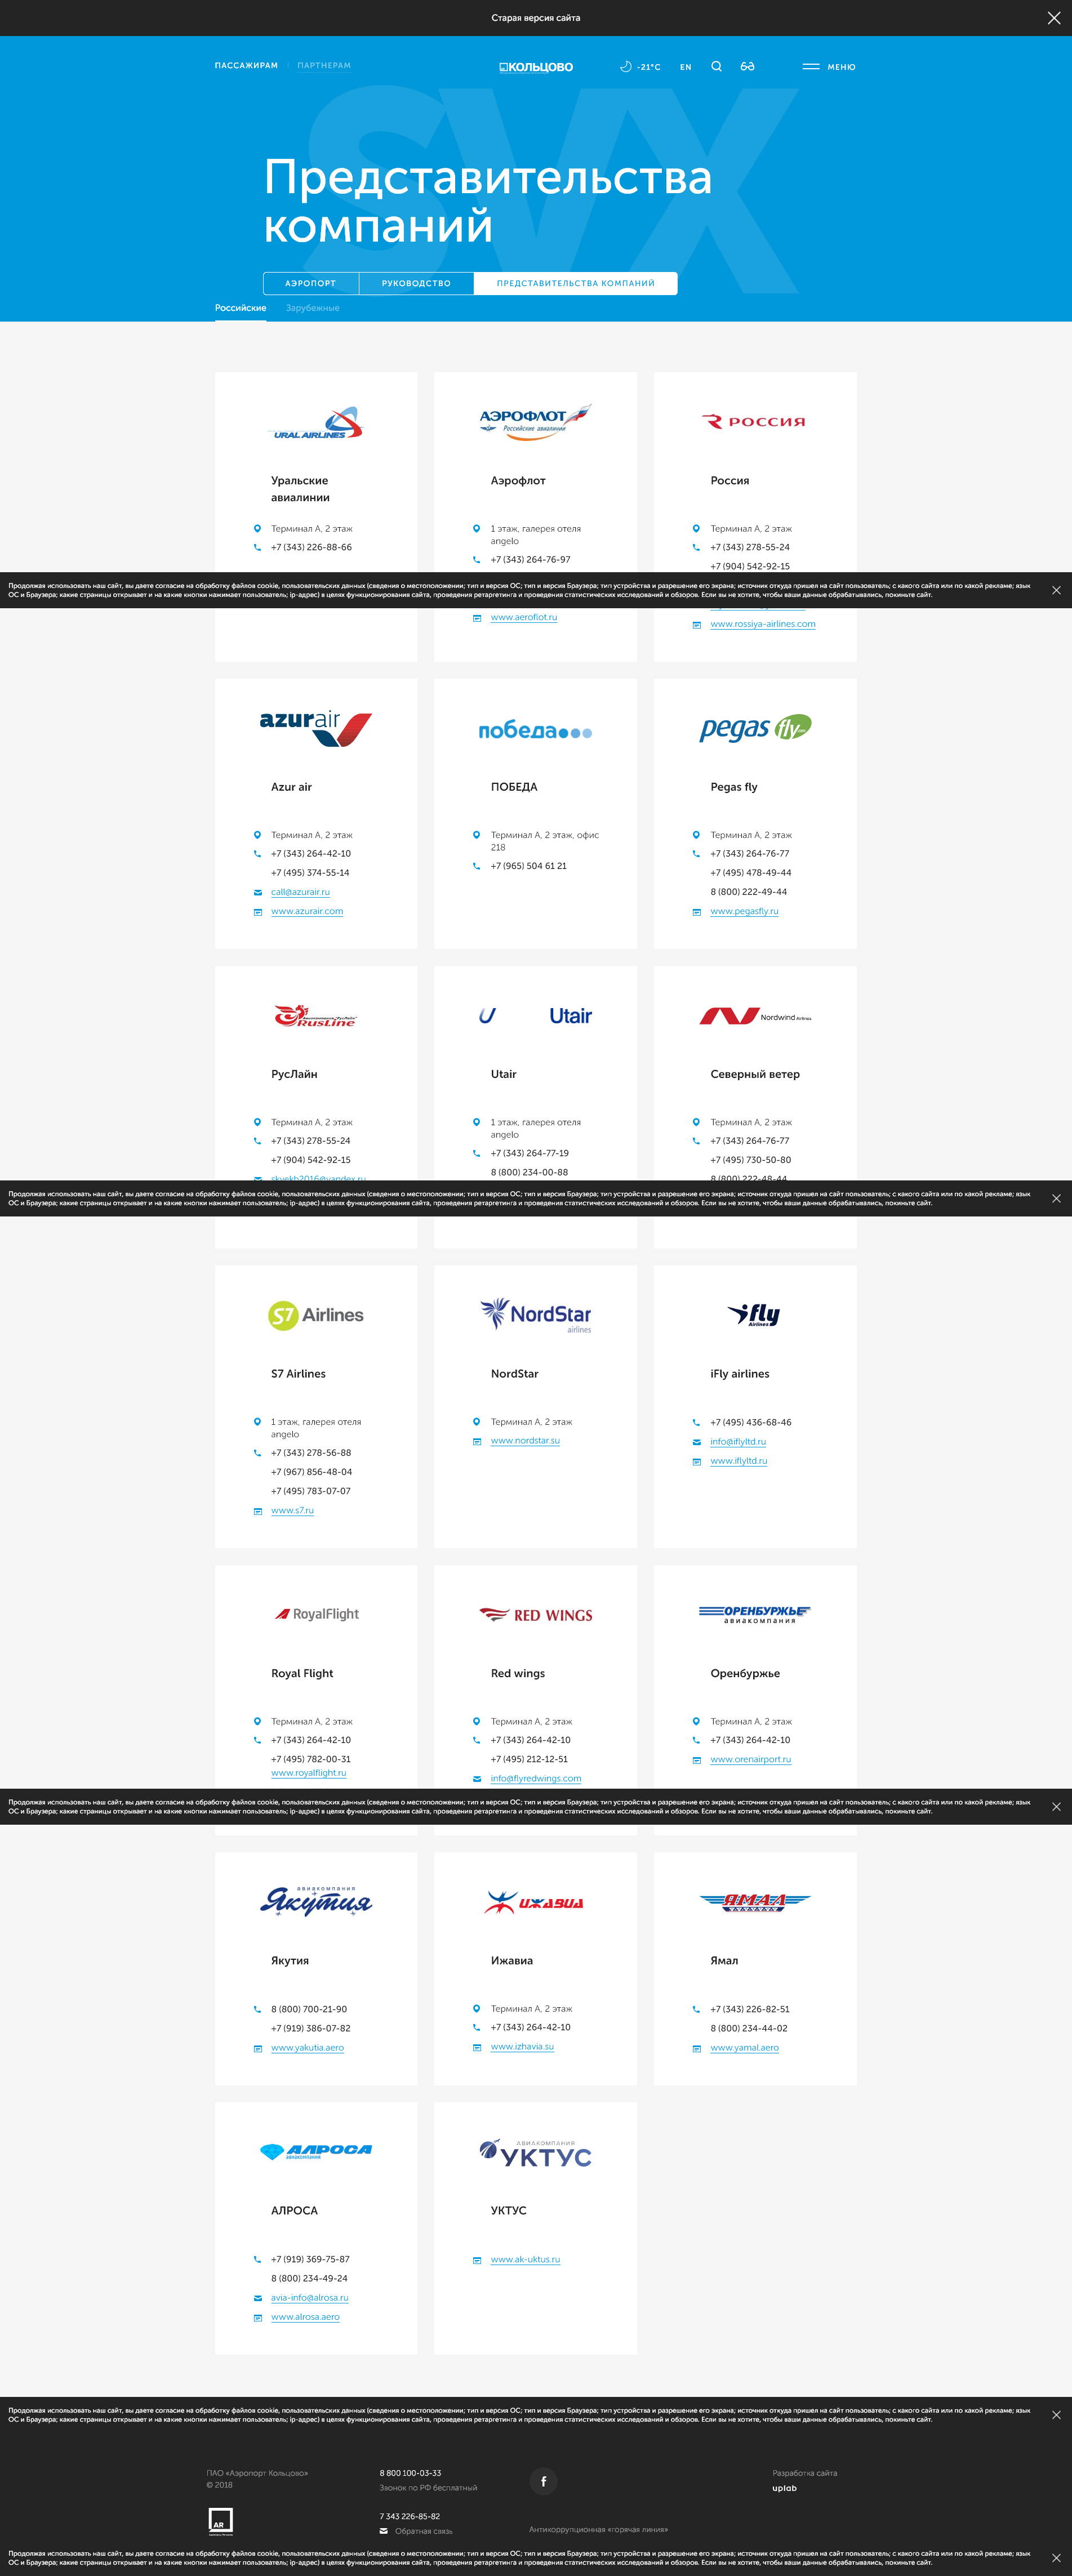 Старая версия сайта
ПАССАЖИРАМ
ПАРТНЕРАМ
КОЛЬЦОВО
-21°C
EN
МЕНЮ
SVX
Представительства
компаний
АЭРОПОРТ
РУКОВОДСТВО
ПРЕДСТАВИТЕЛЬСТВА КОМПАНИЙ
Российские
Зарубежные
URAL AIRLINES
Уральские
авиалинии
Терминал А, 2 этаж
+7 (343) 226-88-66
АЭРОФЛОТ
Российские авиалинии
Аэрофлот
1 этаж, галерея отеля
angelo
+7 (343) 264-76-97
РОССИЯ
Россия
Терминал А, 2 этаж
+7 (343) 278-55-24
+7 (904) 542-92-15
Продолжая использовать наш сайт, вы даете согласие на обработку файлов cookie, пользовательских данных (сведения о местоположении; тип и версия ОС; тип и версия Браузера; тип устройства и разрешение его экрана; источник откуда пришел на сайт пользователь; с какого сайта или по какой рекламе; язык
ОС и Браузера; какие страницы открывает и на какие кнопки нажимает пользователь; ip-адрес) в целях функционирования сайта, проведения ретаргетинга и проведения статистических исследований и обзоров. Если вы не хотите, чтобы ваши данные обрабатывались, покиньте сайт.
www.aeroflot.ru
www.rossiya-airlines.com
azurair
Azur air
Терминал А, 2 этаж
+7 (343) 264-42-10
+7 (495) 374-55-14
call@azurair.ru
www.azurair.com
победа
ПОБЕДА
Терминал А, 2 этаж, офис
218
+7 (965) 504 61 21
pegas fly
Pegas fly
Терминал А, 2 этаж
+7 (343) 264-76-77
+7 (495) 478-49-44
8 (800) 222-49-44
www.pegasfly.ru
RusLine
РусЛайн
Терминал А, 2 этаж
+7 (343) 278-55-24
+7 (904) 542-92-15
skyekb2016@yandex.ru
Utair
Utair
1 этаж, галерея отеля
angelo
+7 (343) 264-77-19
8 (800) 234-00-88
Nordwind Airlines
Северный ветер
Терминал А, 2 этаж
+7 (343) 264-76-77
+7 (495) 730-50-80
8 (800) 222-48-44
Продолжая использовать наш сайт, вы даете согласие на обработку файлов cookie, пользовательских данных (сведения о местоположении; тип и версия ОС; тип и версия Браузера; тип устройства и разрешение его экрана; источник откуда пришел на сайт пользователь; с какого сайта или по какой рекламе; язык
ОС и Браузера; какие страницы открывает и на какие кнопки нажимает пользователь; ip-адрес) в целях функционирования сайта, проведения ретаргетинга и проведения статистических исследований и обзоров. Если вы не хотите, чтобы ваши данные обрабатывались, покиньте сайт.
S7 Airlines
S7 Airlines
1 этаж, галерея отеля
angelo
+7 (343) 278-56-88
+7 (967) 856-48-04
+7 (495) 783-07-07
www.s7.ru
NordStar
airlines
NordStar
Терминал А, 2 этаж
www.nordstar.su
ifly
Airlines
iFly airlines
+7 (495) 436-68-46
info@iflyltd.ru
www.iflyltd.ru
RoyalFlight
Royal Flight
Терминал А, 2 этаж
+7 (343) 264-42-10
+7 (495) 782-00-31
www.royalflight.ru
RED WINGS
Red wings
Терминал А, 2 этаж
+7 (343) 264-42-10
+7 (495) 212-12-51
info@flyredwings.com
ОРЕНБУРЖЬЕ
авиакомпания
Оренбуржье
Терминал А, 2 этаж
+7 (343) 264-42-10
www.orenairport.ru
Продолжая использовать наш сайт, вы даете согласие на обработку файлов cookie, пользовательских данных (сведения о местоположении; тип и версия ОС; тип и версия Браузера; тип устройства и разрешение его экрана; источник откуда пришел на сайт пользователь; с какого сайта или по какой рекламе; язык
ОС и Браузера; какие страницы открывает и на какие кнопки нажимает пользователь; ip-адрес) в целях функционирования сайта, проведения ретаргетинга и проведения статистических исследований и обзоров. Если вы не хотите, чтобы ваши данные обрабатывались, покиньте сайт.
авиакомпания
Якутия
Якутия
8 (800) 700-21-90
+7 (919) 386-07-82
www.yakutia.aero
ИЖАВИА
Ижавиа
Терминал А, 2 этаж
+7 (343) 264-42-10
www.izhavia.su
ЯМАЛ
Ямал
+7 (343) 226-82-51
8 (800) 234-44-02
www.yamal.aero
АЛРОСА
авиакомпания
АЛРОСА
+7 (919) 369-75-87
8 (800) 234-49-24
avia-info@alrosa.ru
www.alrosa.aero
АВИАКОМПАНИЯ
УКТУС
УКТУС
www.ak-uktus.ru
Продолжая использовать наш сайт, вы даете согласие на обработку файлов cookie, пользовательских данных (сведения о местоположении; тип и версия ОС; тип и версия Браузера; тип устройства и разрешение его экрана; источник откуда пришел на сайт пользователь; с какого сайта или по какой рекламе; язык
ОС и Браузера; какие страницы открывает и на какие кнопки нажимает пользователь; ip-адрес) в целях функционирования сайта, проведения ретаргетинга и проведения статистических исследований и обзоров. Если вы не хотите, чтобы ваши данные обрабатывались, покиньте сайт.
ПАО «Аэропорт Кольцово»
© 2018
AR
8 800 100-03-33
Звонок по РФ бесплатный
7 343 226-85-82
Обратная связь
f
Антикоррупционная «горячая линия»
Разработка сайта
uplab
Продолжая использовать наш сайт, вы даете согласие на обработку файлов cookie, пользовательских данных (сведения о местоположении; тип и версия ОС; тип и версия Браузера; тип устройства и разрешение его экрана; источник откуда пришел на сайт пользователь; с какого сайта или по какой рекламе; язык
ОС и Браузера; какие страницы открывает и на какие кнопки нажимает пользователь; ip-адрес) в целях функционирования сайта, проведения ретаргетинга и проведения статистических исследований и обзоров. Если вы не хотите, чтобы ваши данные обрабатывались, покиньте сайт.